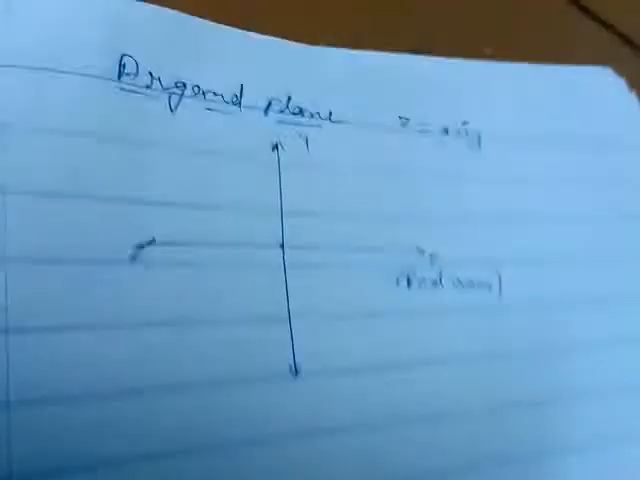 Argand plane z = x+iy
y
x
(Real axis)